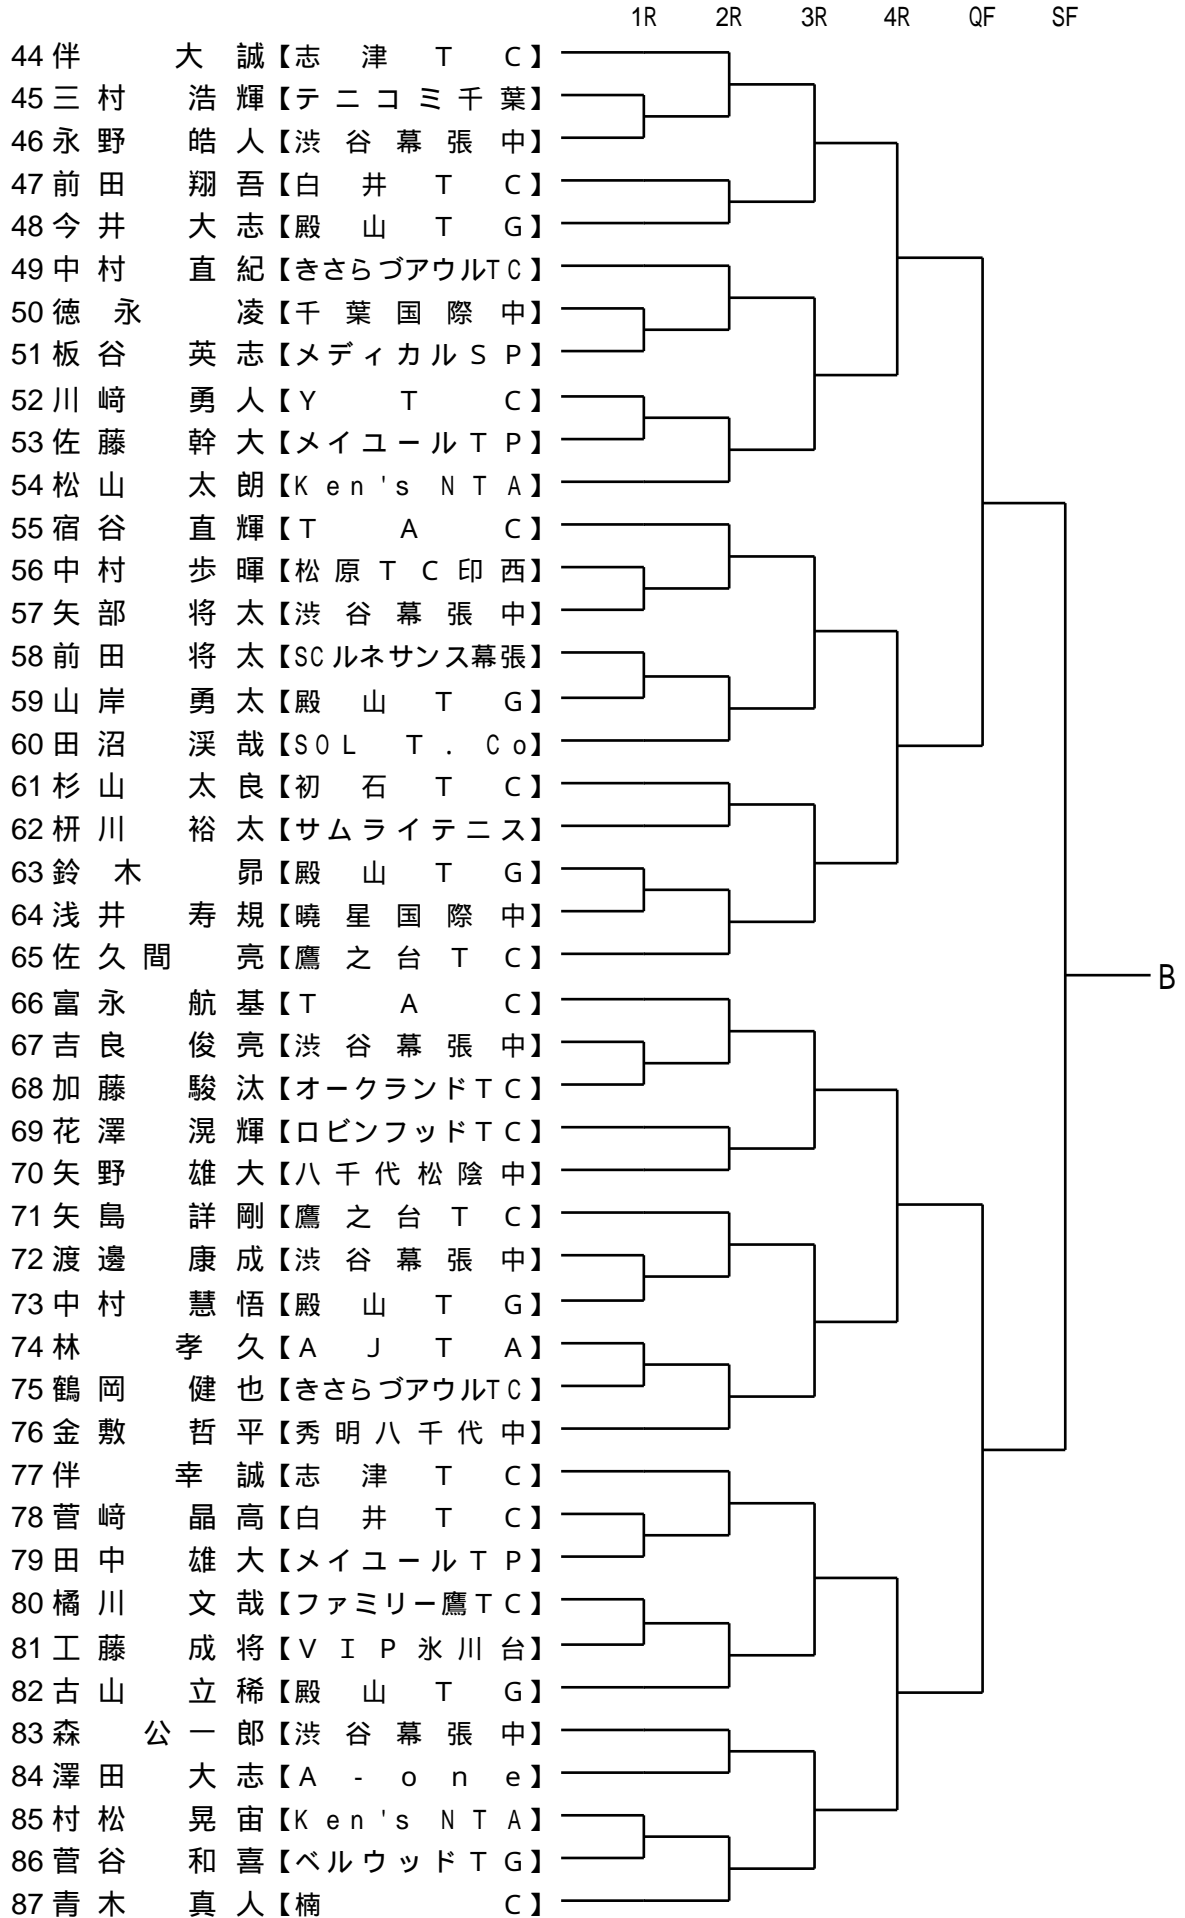 1R 2R 3R 4R QF SF
44 伴 大誠【志津TC】
45 三村 浩輝【テニコミ千葉】
46 永野 皓人【渋谷幕張中】
47 前田 翔吾【白井TC】
48 今井 大志【殿山TG】
49 中村 直紀【きさらづアウルTC】
50 徳永 凌【千葉国際中】
51 板谷 英志【メディカルSP】
52 川﨑 勇人【YTC】
53 佐藤 幹大【メイユールTP】
54 松山 太朗【Ken's NTA】
55 宿谷 直輝【TAC】
56 中村 歩暉【松原TC印西】
57 矢部 将太【渋谷幕張中】
58 前田 将太【SCルネサンス幕張】
59 山岸 勇太【殿山TG】
60 田沼 渓哉【SOL T.Co】
61 杉山 太良【初石TC】
62 枡川 裕太【サムライテニス】
63 鈴木 昴【殿山TG】
64 浅井 寿規【曉星国際中】
65 佐久間 亮【鷹之台TC】
B
66 富永 航基【TAC】
67 吉良 俊亮【渋谷幕張中】
68 加藤 駿汰【オークランドTC】
69 花澤 滉輝【ロビンフッドTC】
70 矢野 雄大【八千代松陰中】
71 矢島 詳剛【鷹之台TC】
72 渡邊 康成【渋谷幕張中】
73 中村 慧悟【殿山TG】
74 林 孝久【AJTA】
75 鶴岡 健也【きさらづアウルTC】
76 金敷 哲平【秀明八千代中】
77 伴 幸誠【志津TC】
78 菅﨑 晶高【白井TC】
79 田中 雄大【メイユールTP】
80 橘川 文哉【ファミリー鷹TC】
81 工藤 成将【VIP氷川台】
82 古山 立稀【殿山TG】
83 森 公一郎【渋谷幕張中】
84 澤田 大志【A-one】
85 村松 晃宙【Ken's NTA】
86 菅谷 和喜【ベルウッドTG】
87 青木 真人【楠C】